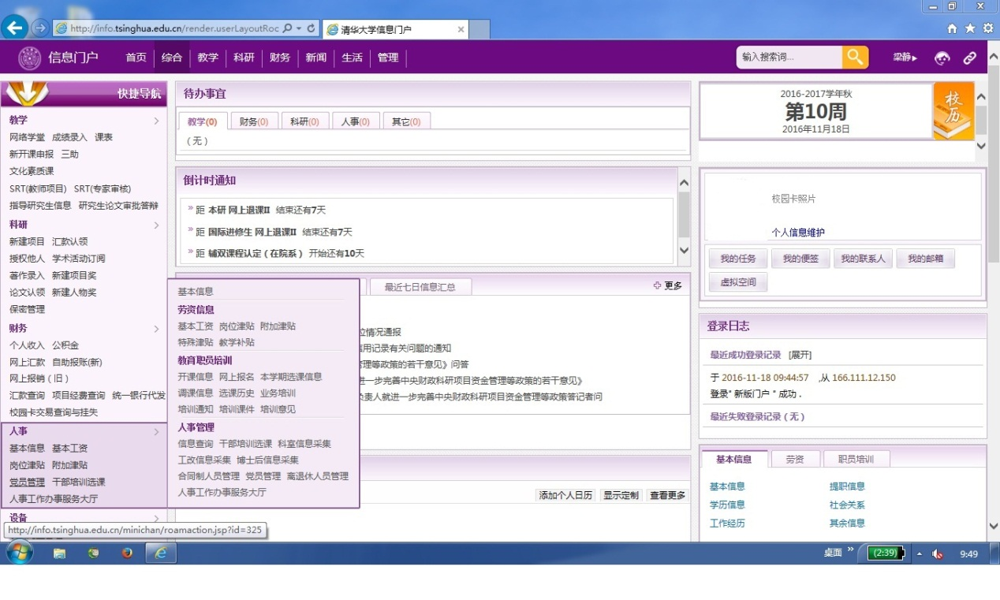 http://info.tsinghua.edu.cn/render.userLayoutRoc
清华大学信息门户
信息门户 首页 综合 教学 科研 财务 新闻 生活 管理
输入搜索词... 梁静
快捷导航
教学
网络学堂 成绩录入 课表
新开课申报 三助
文化素质课
SRT(教师项目) SRT(专家审核)
指导研究生信息 研究生论文审批答辩
科研
新建项目 汇款认领
授权他人 学术活动订阅
著作录入 新建项目奖
论文认领 新建人物奖
保密管理
财务
个人收入 公积金
网上汇款 自助报账(新)
网上报销（旧）
汇款查询 项目经费查询 统一银行代发
校园卡交易查询与挂失
人事
基本信息 基本工资
岗位津贴 附加津贴
党员管理 干部培训选课
人事工作办事服务大厅
设备
http://info.tsinghua.edu.cn/minichan/roamaction.jsp?id=325
基本信息
劳资信息
基本工资 岗位津贴 附加津贴
特殊津贴 教学补贴
教育职员培训
开课信息 网上报名 本学期选课信息
调课信息 选课历史 业务培训
培训通知 培训课件 培训意见
人事管理
信息查询 干部培训选课 科室信息采集
工改信息采集 博士后信息采集
合同制人员管理 党员管理 离退休人员管理
人事工作办事服务大厅
待办事宜
教学(0) 财务(0) 科研(0) 人事(0) 其它(0)
（无）
倒计时通知
» 距 本研 网上退课II 结束还有7天
» 距 国际进修生 网上退课II 结束还有7天
» 距 辅双课程认定（在院系） 开始还有10天
最近七日信息汇总 更多
位情况通报
用记录有关问题的通知
管理等政策的若干意见》问答
进一步完善中央财政科研项目资金管理等政策的若干意见》
负责人就进一步完善中央财政科研项目资金管理等政策答记者问
添加个人日历 显示定制 查看更多
2016-2017学年秋
第10周
2016年11月18日
校历
校园卡照片
个人信息维护
我的任务 我的便签 我的联系人 我的邮箱
虚拟空间
登录日志
最近成功登录记录 [展开]
于 2016-11-18 09:44:57 ,从 166.111.12.150
登录" 新版门户 " 成功 .
最近失败登录记录（无）
基本信息 劳资 职员培训
基本信息 提职信息
学历信息 社会关系
工作经历 其余信息
桌面 » (2:39) 9:49